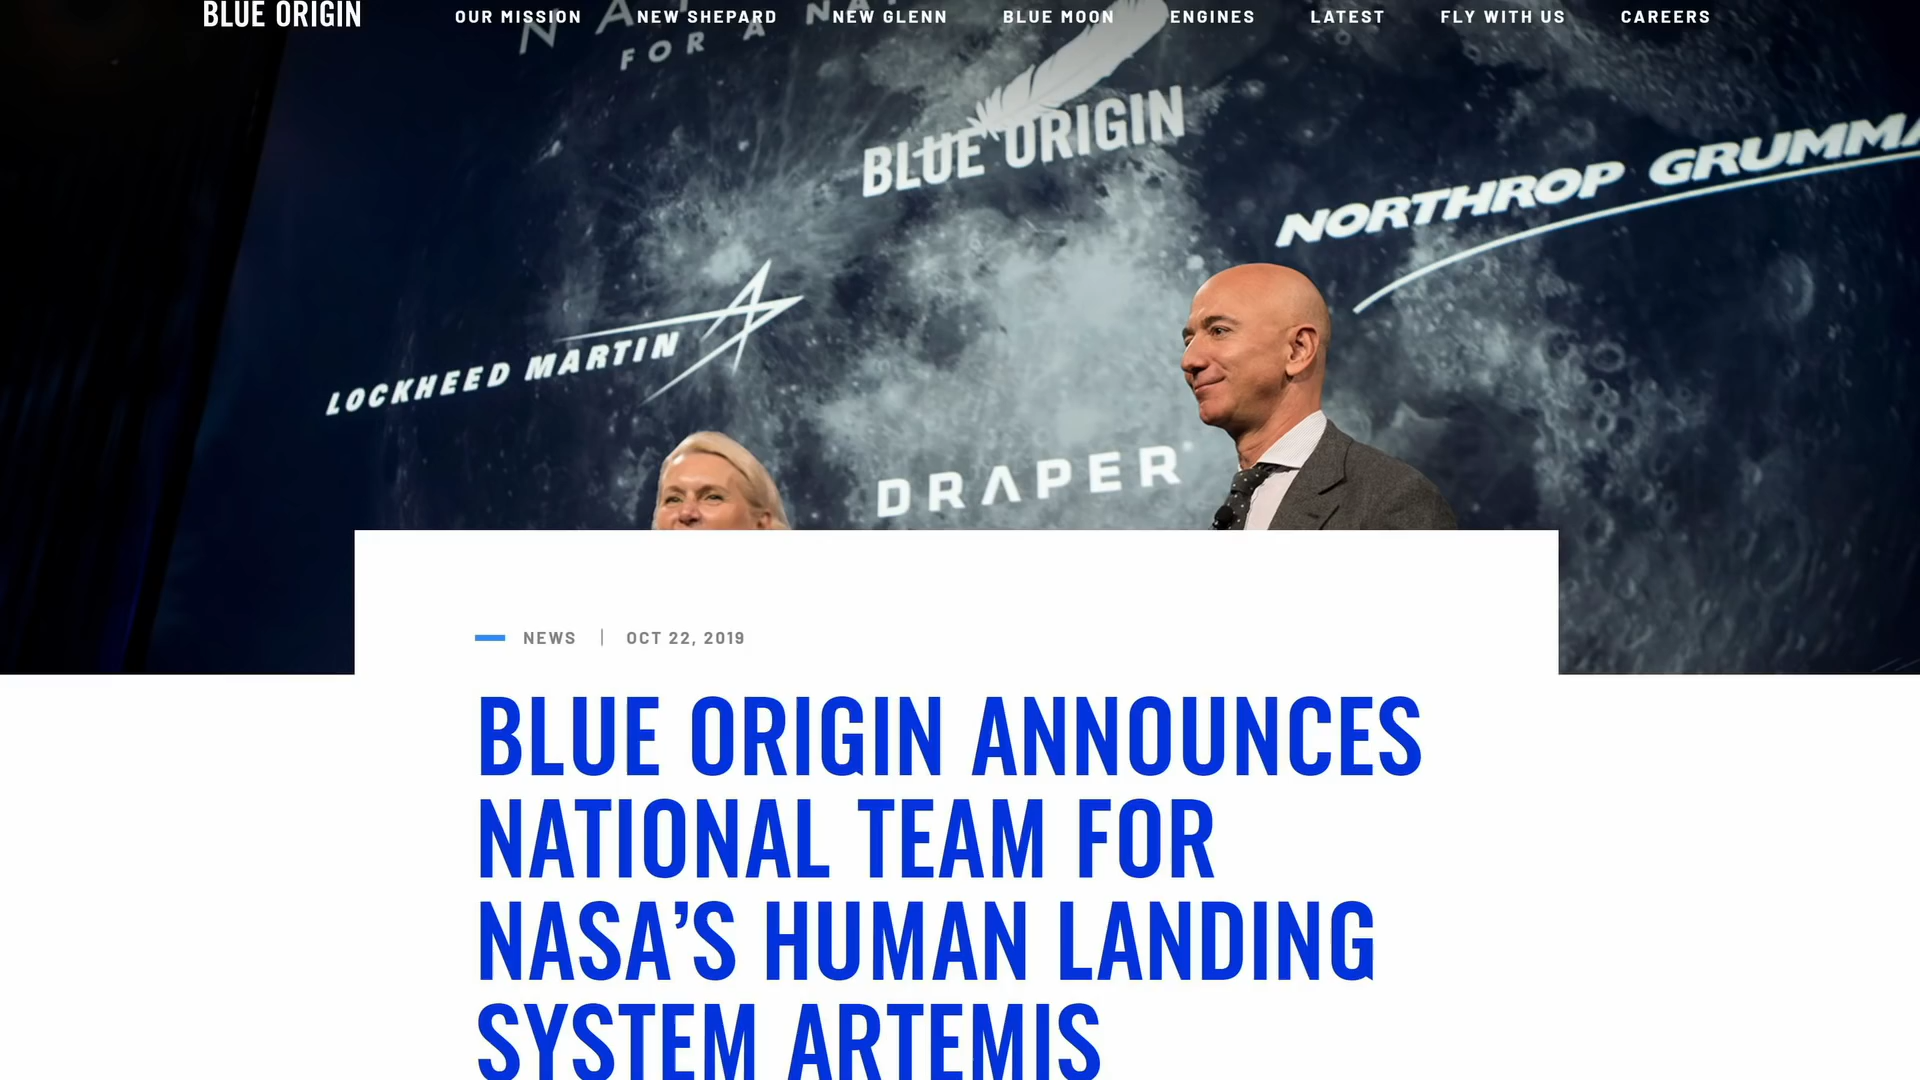 BLUE ORIGIN
OUR MISSION NEW SHEPARD NEW GLENN BLUE MOON ENGINES LATEST FLY WITH US CAREERS
FOR A
BLUE ORIGIN
NORTHROP GRUMMA
LOCKHEED MARTIN
DRAPER
NEWS | OCT 22, 2019
BLUE ORIGIN ANNOUNCES
NATIONAL TEAM FOR
NASA’S HUMAN LANDING
SYSTEM ARTEMIS